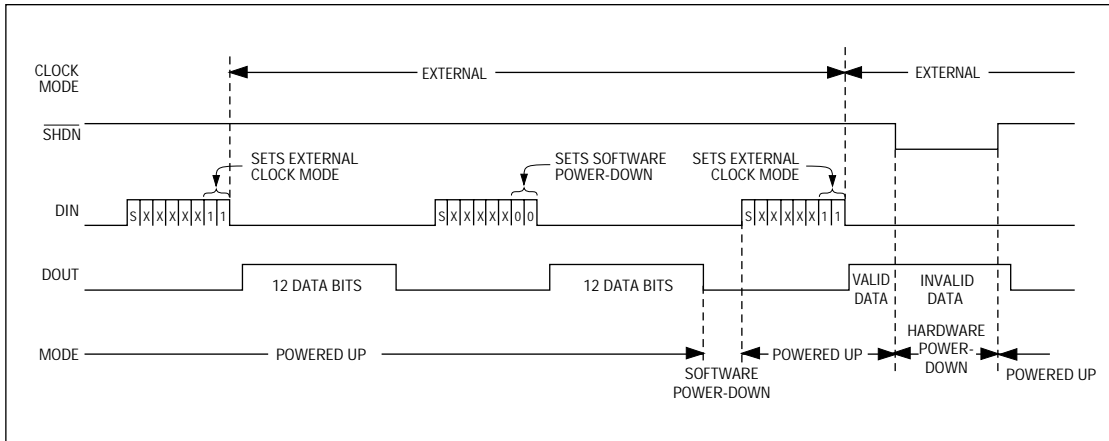 CLOCK
MODE
EXTERNAL
EXTERNAL
SHDN
SETS EXTERNAL
CLOCK MODE
SETS SOFTWARE
POWER-DOWN
SETS EXTERNAL
CLOCK MODE
DIN
S X X X X X 1 1
S X X X X X 0 0
S X X X X X 1 1
DOUT
12 DATA BITS
12 DATA BITS
VALID
DATA
INVALID
DATA
MODE
POWERED UP
SOFTWARE
POWER-DOWN
POWERED UP
HARDWARE
POWER-
DOWN
POWERED UP